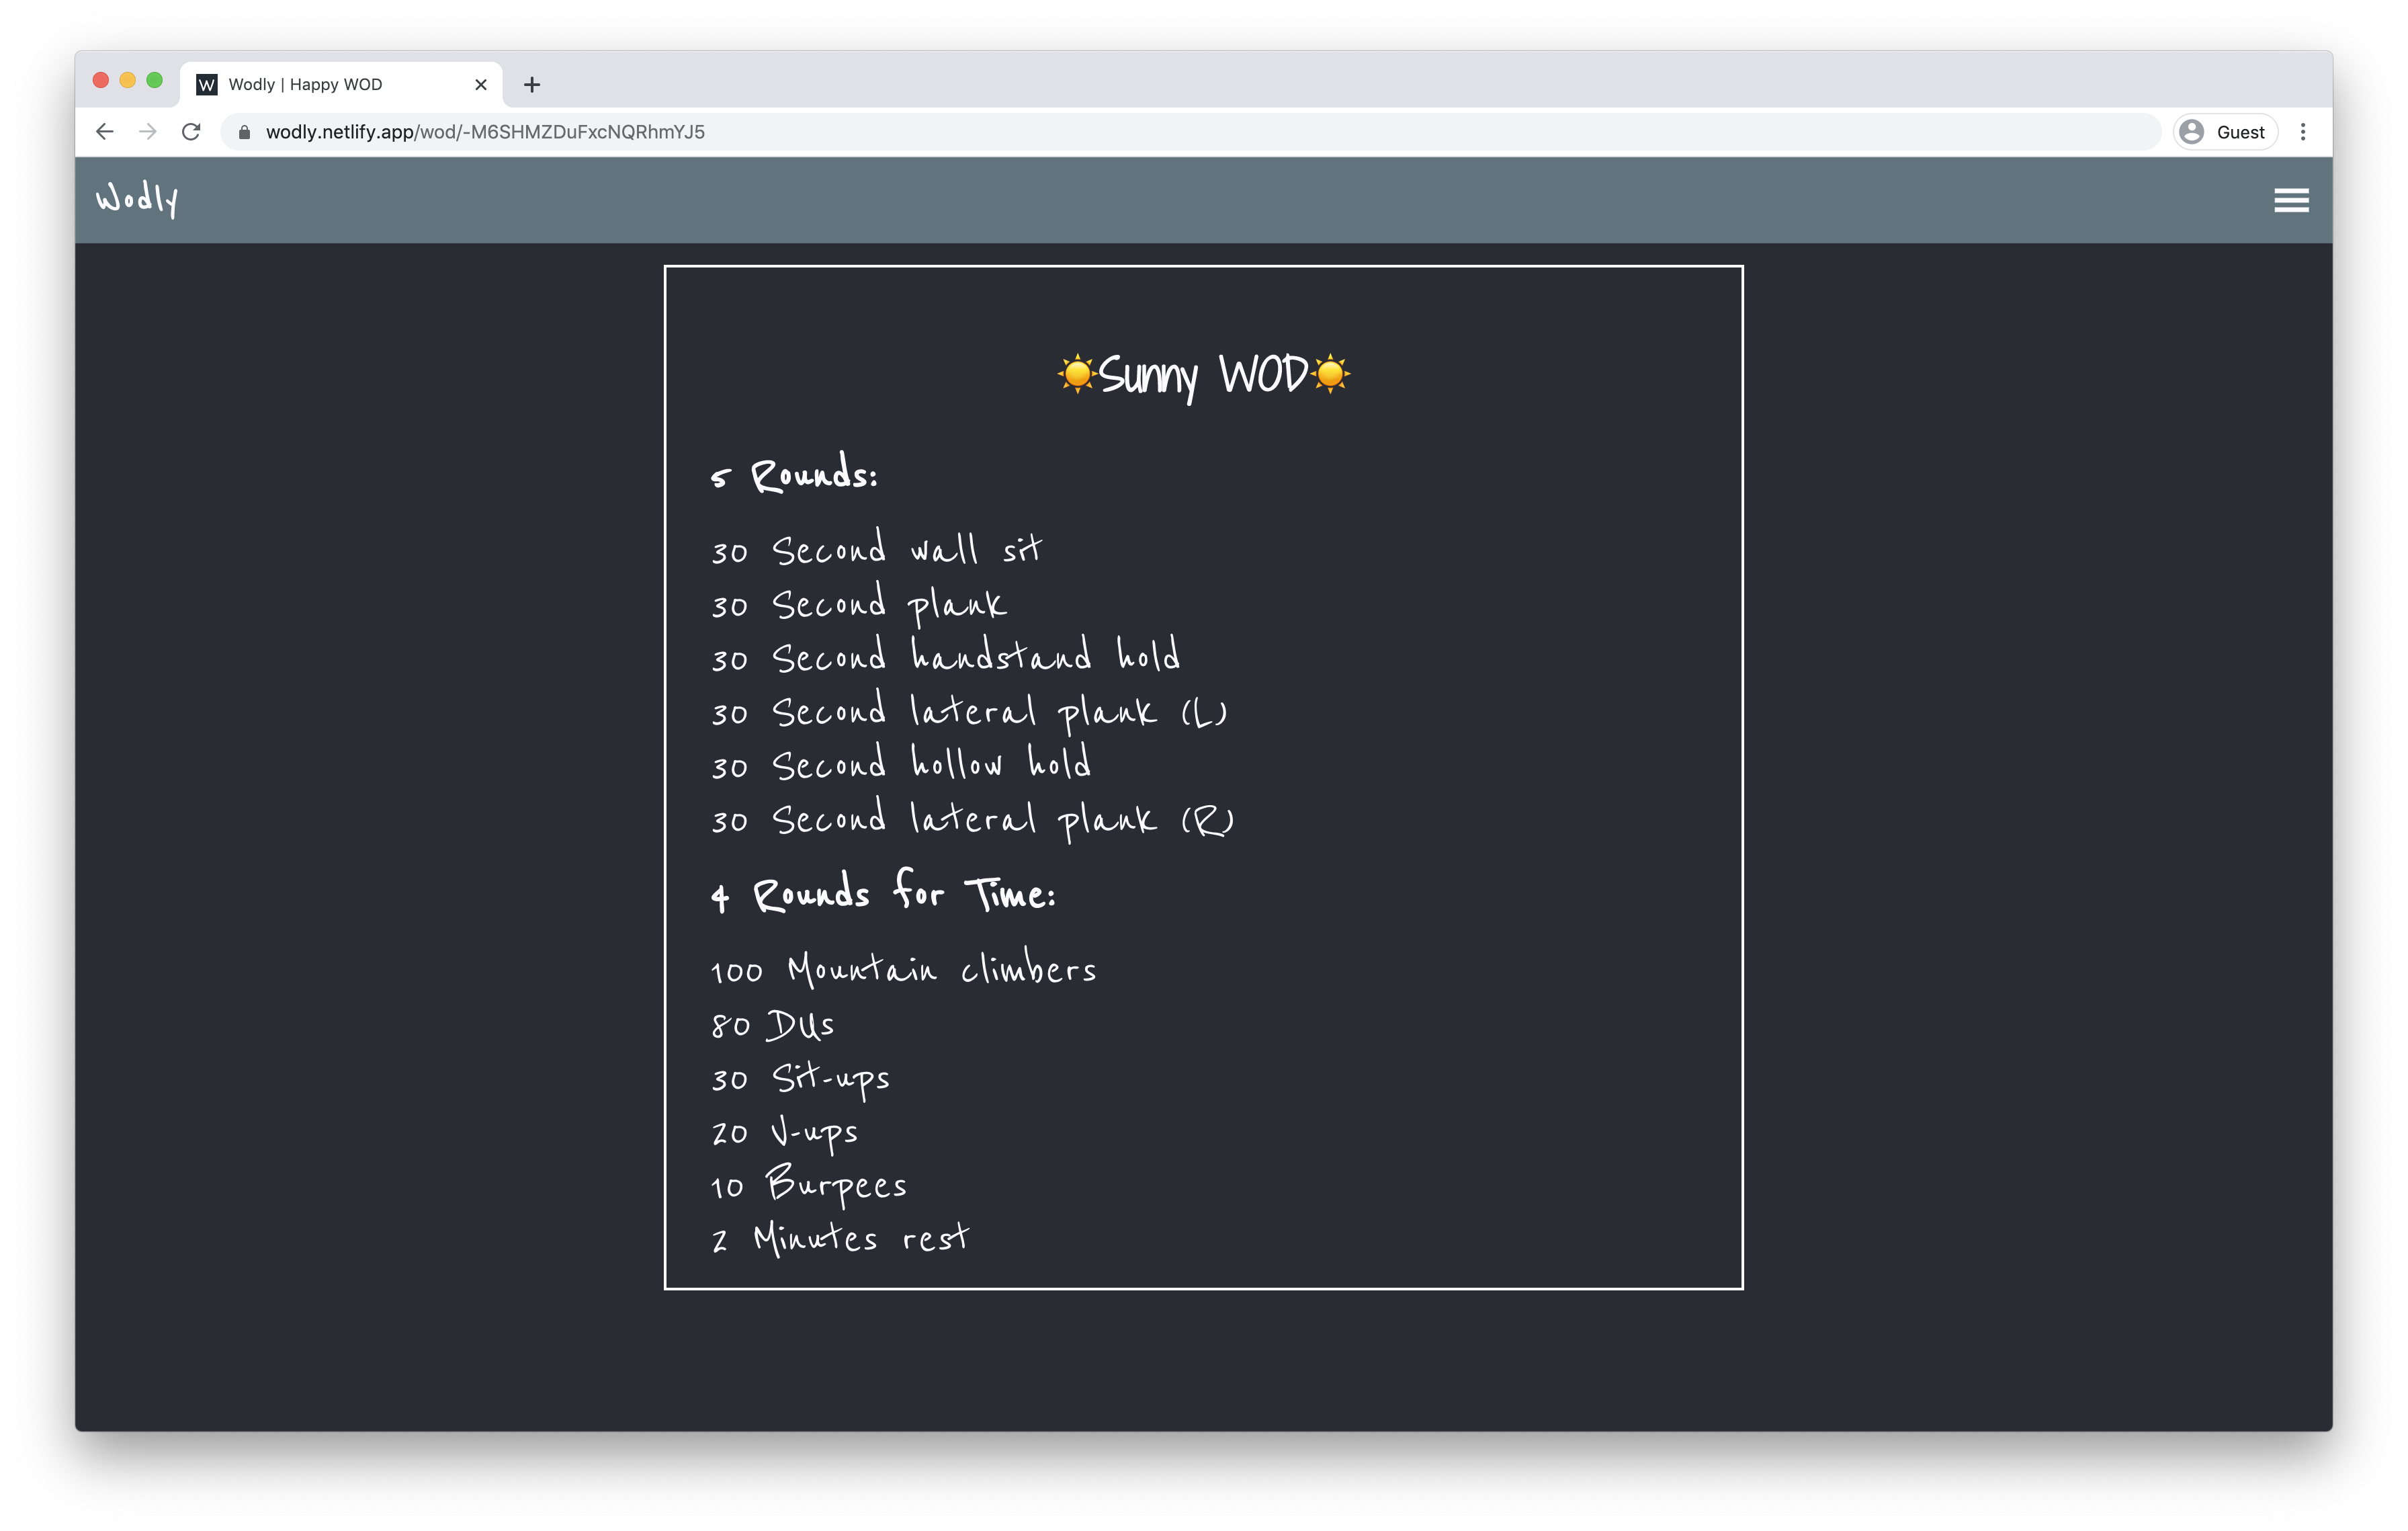 W Wodly | Happy WOD
wodly.netlify.app/wod/-M6SHMZDuFxcNQRhmYJ5
Guest
Wodly
☀️Sunny WOD☀️
5 Rounds:
30 Second wall sit
30 Second plank
30 Second handstand hold
30 Second lateral plank (L)
30 Second hollow hold
30 Second lateral plank (R)
4 Rounds for Time:
100 Mountain climbers
80 DUs
30 Sit-ups
20 V-ups
10 Burpees
2 Minutes rest